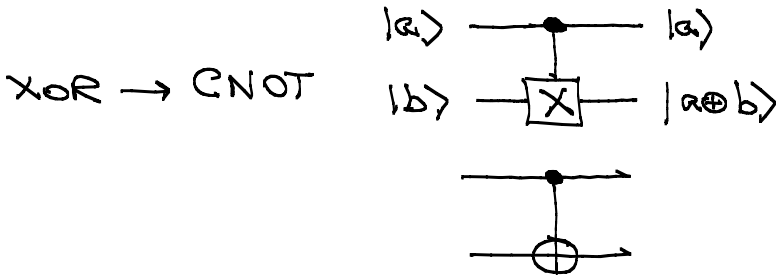 |a⟩ |a⟩
XOR → CNOT |b⟩ X |a⊕b⟩